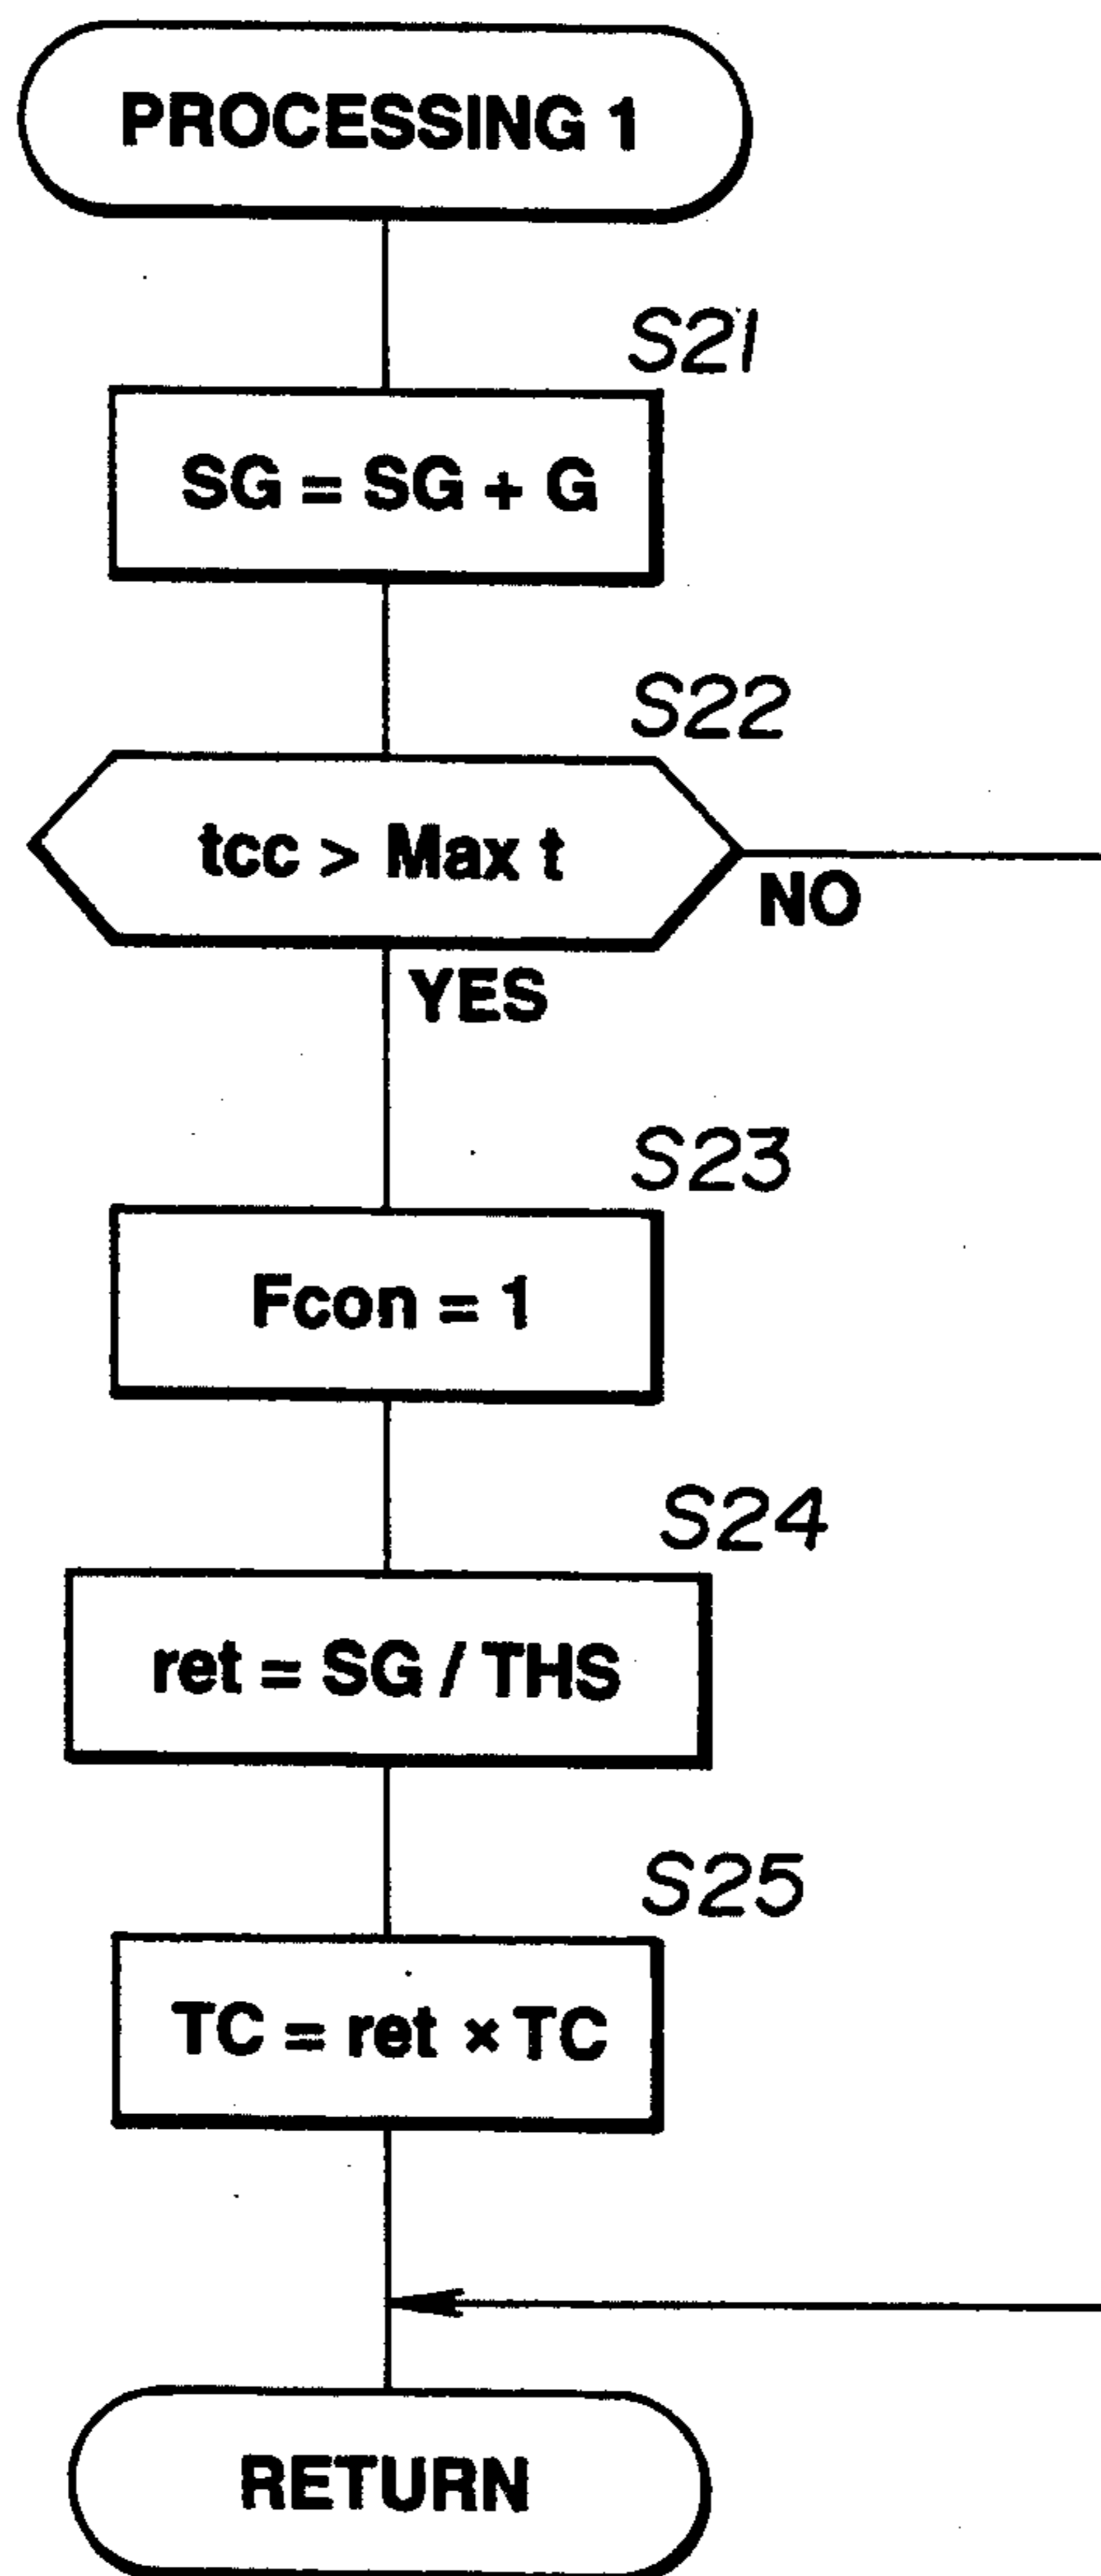 PROCESSING 1
S21
SG = SG + G
S22
tcc > Max t
NO
YES
S23
Fcon = 1
S24
ret = SG / THS
S25
TC = ret × TC
RETURN